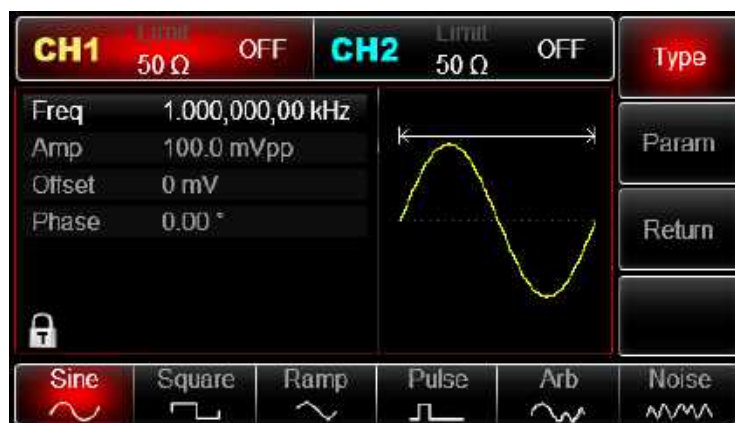 CH1 Limit 50 Ω OFF CH2 Limit 50 Ω OFF
Type
Freq 1.000,000,00 kHz
Amp 100.0 mVpp
Offset 0 mV
Phase 0.00 °
Param
Return
T
Sine Square Ramp Pulse Arb Noise